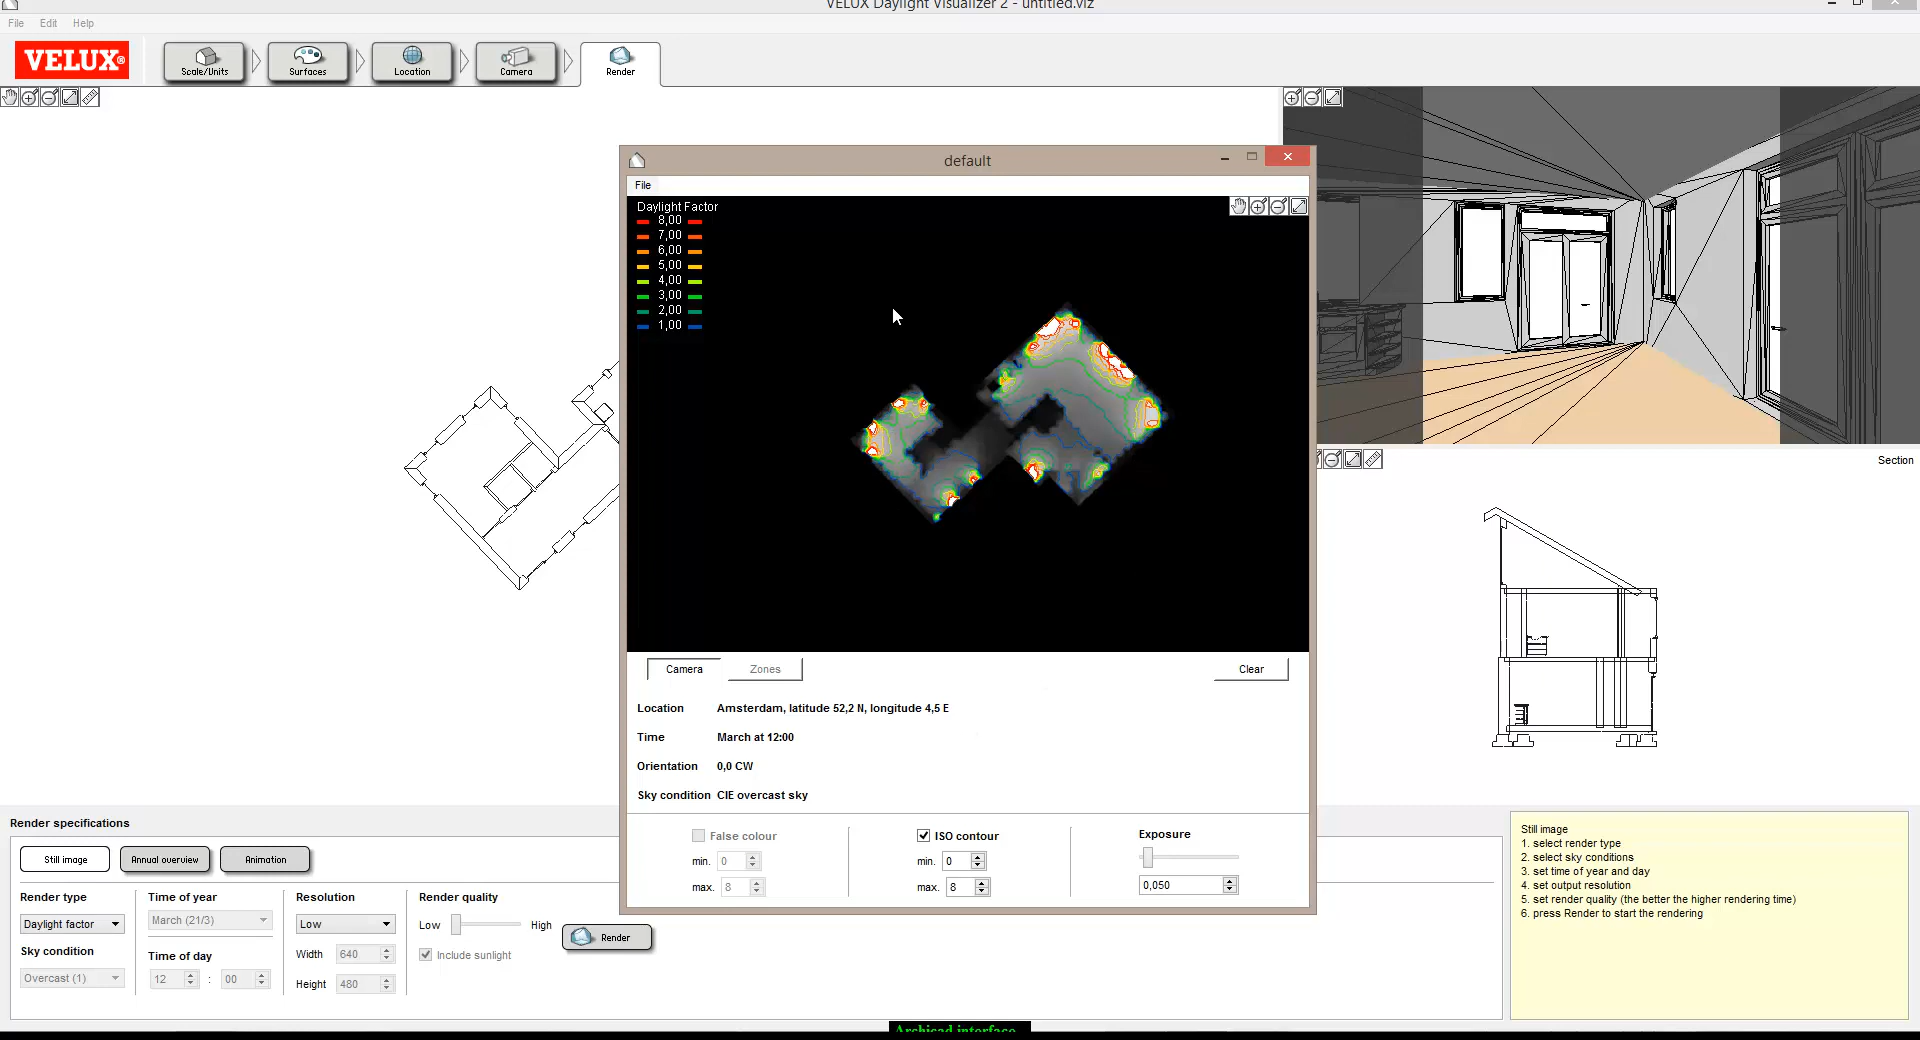 VELUX Daylight Visualizer 2 - untitled.viz
File Edit Help
VELUX®
Scale/Units
Surfaces
Location
Camera
Render
default
File
Daylight Factor
8,00
7,00
6,00
5,00
4,00
3,00
2,00
1,00
Camera
Zones
Clear
Location Amsterdam, latitude 52,2 N, longitude 4,5 E
Time March at 12:00
Orientation 0,0 CW
Sky condition CIE overcast sky
False colour
min. 0
max. 8
ISO contour
min. 0
max. 8
Exposure
0,050
Section
Render specifications
Still image
Annual overview
Animation
Render type
Daylight factor
Sky condition
Overcast (1)
Time of year
March (21/3)
Time of day
12 : 00
Resolution
Low
Width 640
Height 480
Render quality
Low High
Include sunlight
Render
Still image
1. select render type
2. select sky conditions
3. set time of year and day
4. set output resolution
5. set render quality (the better the higher rendering time)
6. press Render to start the rendering
Archicad interface